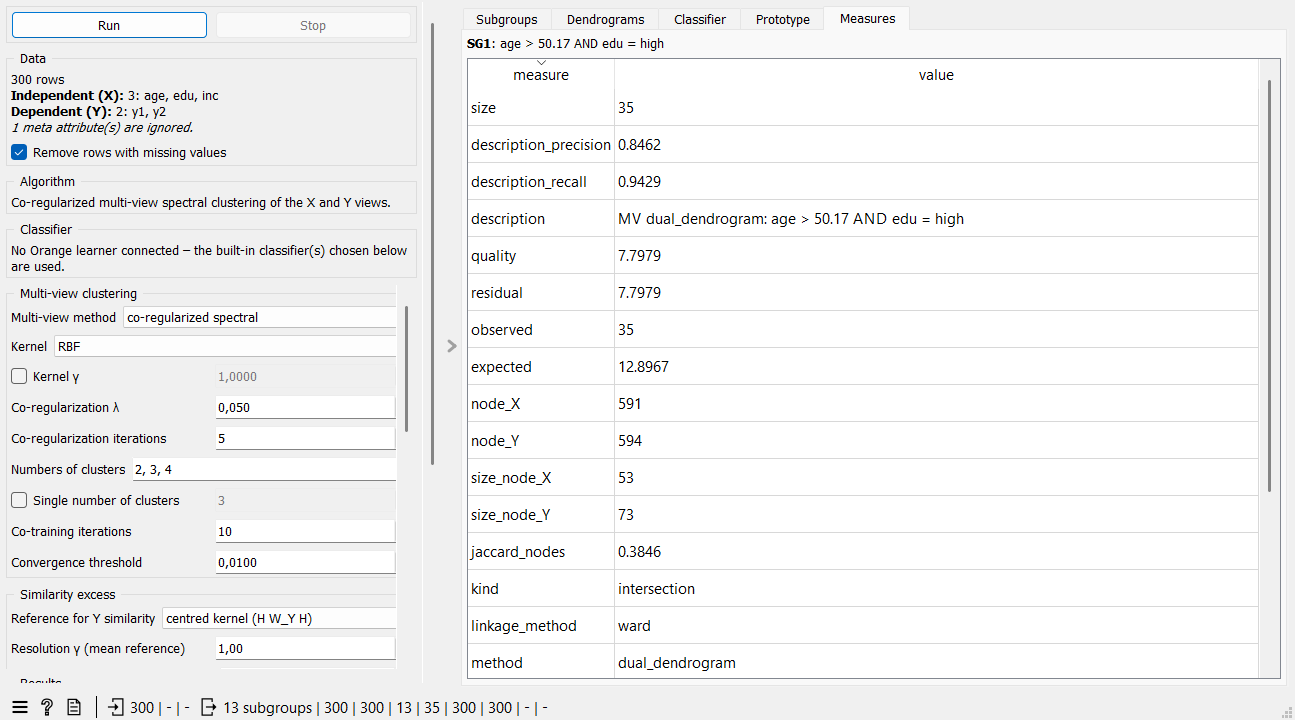 Run
Stop
Data
300 rows
Independent (X): 3: age, edu, inc
Dependent (Y): 2: y1, y2
1 meta attribute(s) are ignored.
Remove rows with missing values
Algorithm
Co-regularized multi-view spectral clustering of the X and Y views.
Classifier
No Orange learner connected – the built-in classifier(s) chosen below
are used.
Multi-view clustering
Multi-view method co-regularized spectral
Kernel RBF
Kernel γ 1,0000
Co-regularization λ 0,050
Co-regularization iterations 5
Numbers of clusters 2, 3, 4
Single number of clusters 3
Co-training iterations 10
Convergence threshold 0,0100
Similarity excess
Reference for Y similarity centred kernel (H W_Y H)
Resolution γ (mean reference) 1,00
Results
Subgroups Dendrograms Classifier Prototype Measures
SG1: age > 50.17 AND edu = high
measure value
size 35
description_precision 0.8462
description_recall 0.9429
description MV dual_dendrogram: age > 50.17 AND edu = high
quality 7.7979
residual 7.7979
observed 35
expected 12.8967
node_X 591
node_Y 594
size_node_X 53
size_node_Y 73
jaccard_nodes 0.3846
kind intersection
linkage_method ward
method dual_dendrogram
300 | - | - 13 subgroups | 300 | 300 | 13 | 35 | 300 | 300 | - | -